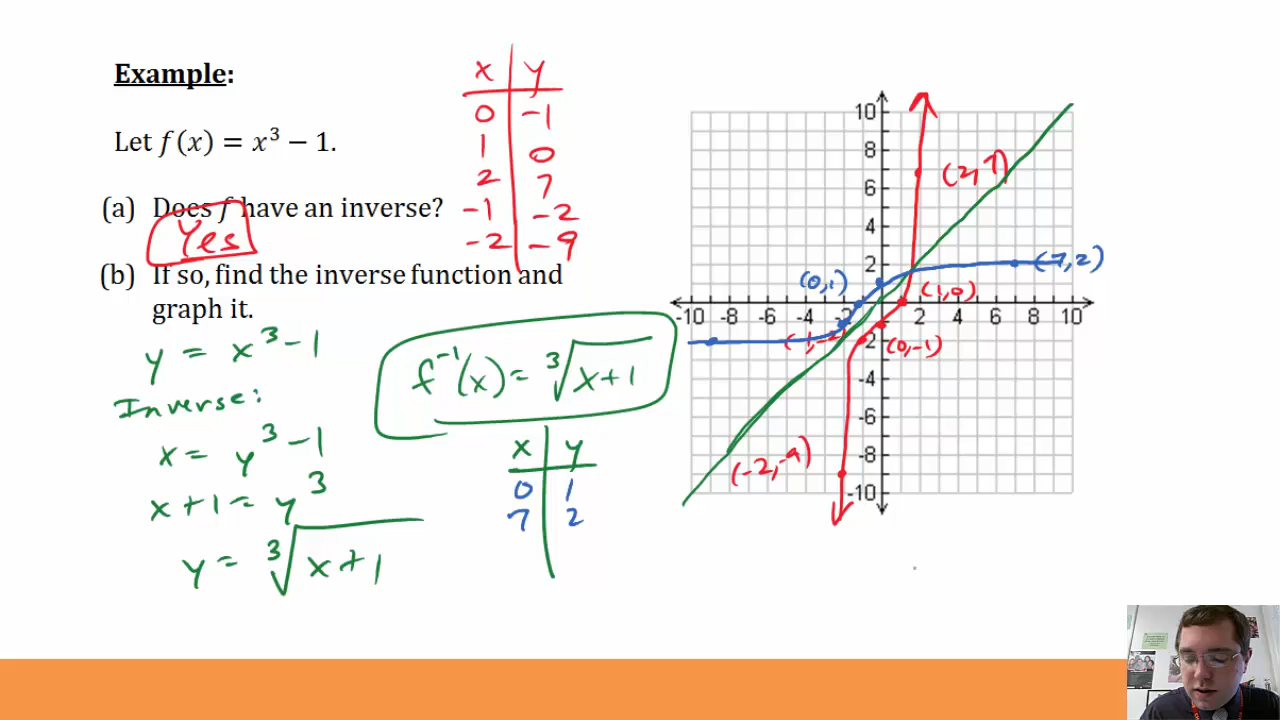 Example:
Let f(x) = x³ − 1.
(a) Does f have an inverse?
Yes
(b) If so, find the inverse function and
graph it.
x | y
0 | -1
1 | 0
2 | 7
-1 | -2
-2 | -9
y = x³ - 1
Inverse:
x = y³ - 1
x + 1 = y³
y = ∛(x + 1)
f⁻¹(x) = ∛(x+1)
x | y
0 | 1
7 | 2
10
8
6
4
2
-2
-4
-6
-8
-10
-10 -8 -6 -4 -2 2 4 6 8 10
(2, 7)
(7, 2)
(0, 1)
(1, 0)
(-1, -2)
(0, -1)
(-2, -9)